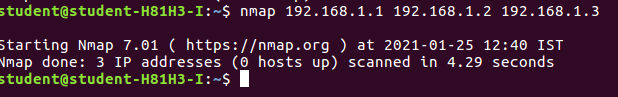 student@student-H81H3-I:~$ nmap 192.168.1.1 192.168.1.2 192.168.1.3
Starting Nmap 7.01 ( https://nmap.org ) at 2021-01-25 12:40 IST
Nmap done: 3 IP addresses (0 hosts up) scanned in 4.29 seconds
student@student-H81H3-I:~$